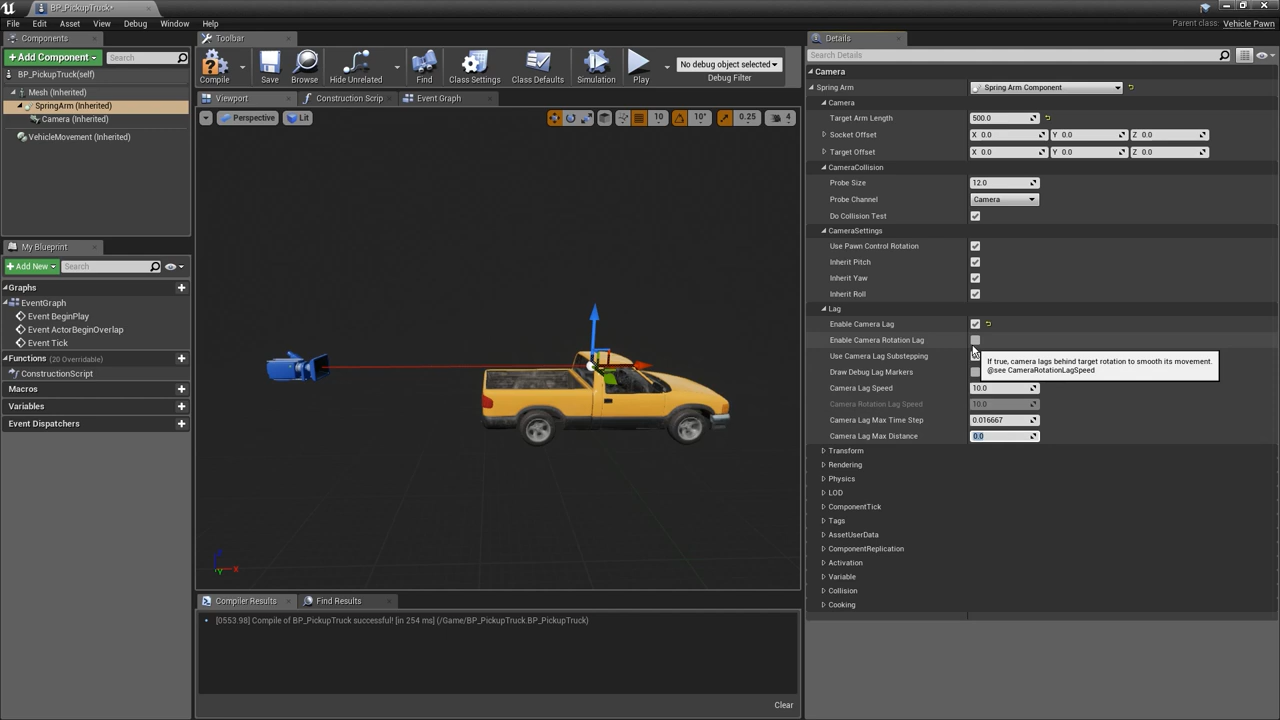 BP_PickupTruck*
File Edit Asset View Debug Window Help
Parent class: Vehicle Pawn
Components
+ Add Component
Search
BP_PickupTruck(self)
Mesh (Inherited)
SpringArm (Inherited)
Camera (Inherited)
VehicleMovement (Inherited)
My Blueprint
+ Add New
Search
Graphs
EventGraph
Event BeginPlay
Event ActorBeginOverlap
Event Tick
Functions (20 Overridable)
ConstructionScript
Macros
Variables
Event Dispatchers
Toolbar
Compile
Save
Browse
Hide Unrelated
Find
Class Settings
Class Defaults
Simulation
Play
No debug object selected
Debug Filter
Viewport
Construction Scrip
Event Graph
Perspective
Lit
10
10°
0.25
4
X
Y
Compiler Results
Find Results
[0553.98] Compile of BP_PickupTruck successful! [in 254 ms] (/Game/BP_PickupTruck.BP_PickupTruck)
Clear
Details
Search Details
Camera
Spring Arm Spring Arm Component
Camera
Target Arm Length 500.0
Socket Offset X 0.0 Y 0.0 Z 0.0
Target Offset X 0.0 Y 0.0 Z 0.0
CameraCollision
Probe Size 12.0
Probe Channel Camera
Do Collision Test
CameraSettings
Use Pawn Control Rotation
Inherit Pitch
Inherit Yaw
Inherit Roll
Lag
Enable Camera Lag
Enable Camera Rotation Lag
Use Camera Lag Substepping
If true, camera lags behind target rotation to smooth its movement.
@see CameraRotationLagSpeed
Draw Debug Lag Markers
Camera Lag Speed 10.0
Camera Rotation Lag Speed 10.0
Camera Lag Max Time Step 0.016667
Camera Lag Max Distance 0.0
Transform
Rendering
Physics
LOD
ComponentTick
Tags
AssetUserData
ComponentReplication
Activation
Variable
Collision
Cooking